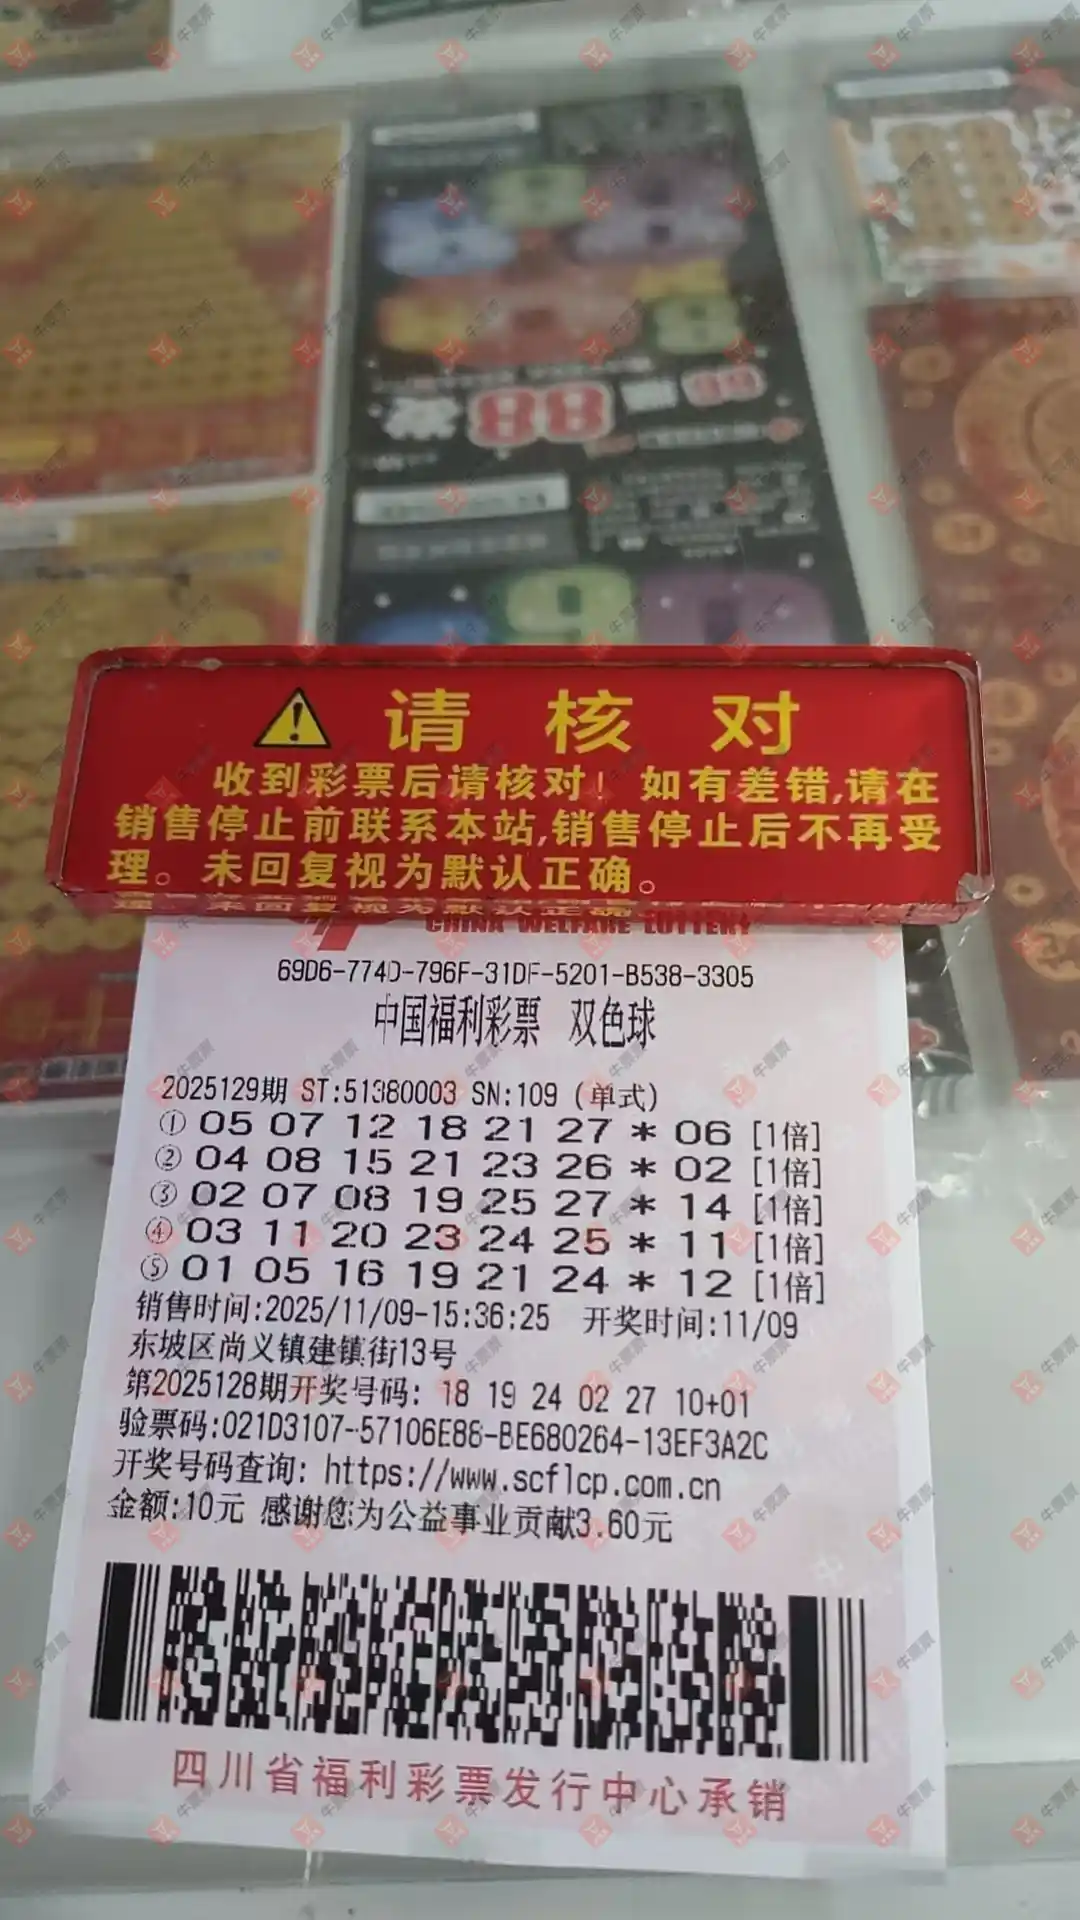 请核对
收到彩票后请核对！如有差错,请在
销售停止前联系本站,销售停止后不再受
理。未回复视为默认正确。
CHINA WELFARE LOTTERY
69D6-774D-796F-31DF-5201-B538-3305
中国福利彩票 双色球
2025129期 ST:51380003 SN:109 (单式)
① 05 07 12 18 21 27 * 06 [1倍]
② 04 08 15 21 23 26 * 02 [1倍]
③ 02 07 08 19 25 27 * 14 [1倍]
④ 03 11 20 23 24 25 * 11 [1倍]
⑤ 01 05 16 19 21 24 * 12 [1倍]
销售时间:2025/11/09-15:36:25 开奖时间:11/09
东坡区尚义镇建镇街13号
第2025128期开奖号码: 18 19 24 02 27 10+01
验票码:021D3107-57106E86-BE680264-13EF3A2C
开奖号码查询: https://www.scflcp.com.cn
金额:10元 感谢您为公益事业贡献3.60元
四川省福利彩票发行中心承销
牛票票